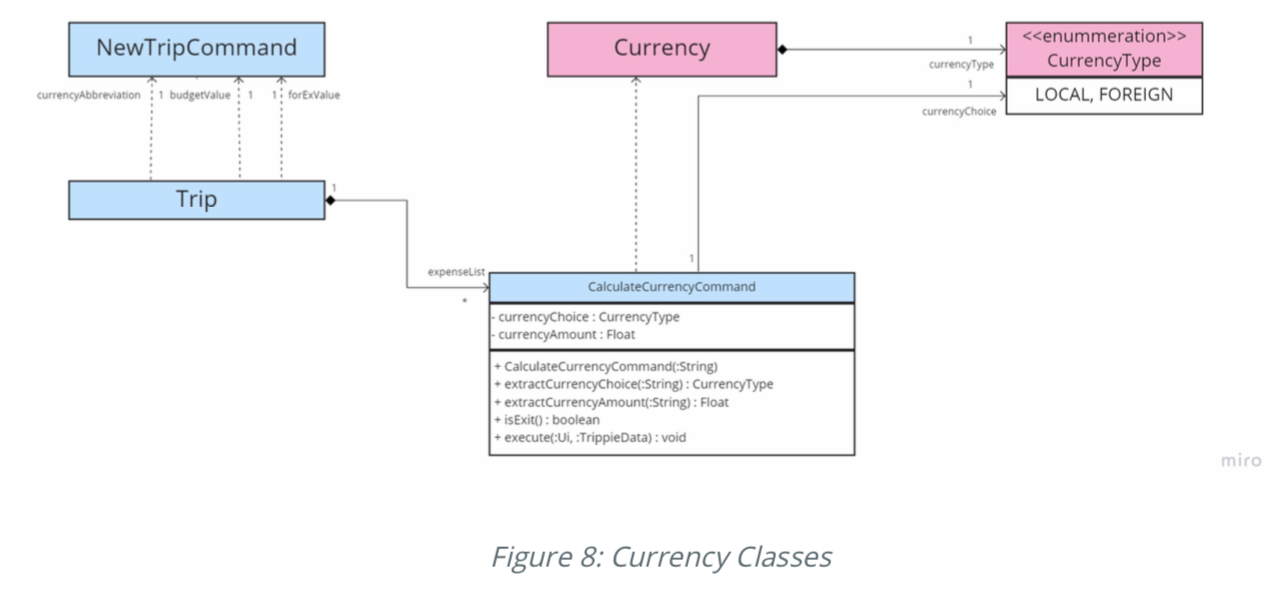 NewTripCommand
Currency
<<enummeration>>
CurrencyType
LOCAL, FOREIGN
1
currencyType
1
currencyChoice
currencyAbbreviation 1 budgetValue 1 1 forExValue
Trip
1
expenseList
*
1
CalculateCurrencyCommand
- currencyChoice : CurrencyType
- currencyAmount : Float
+ CalculateCurrencyCommand(:String)
+ extractCurrencyChoice(:String) : CurrencyType
+ extractCurrencyAmount(:String) : Float
+ isExit() : boolean
+ execute(:Ui, :TrippieData) : void
miro
Figure 8: Currency Classes